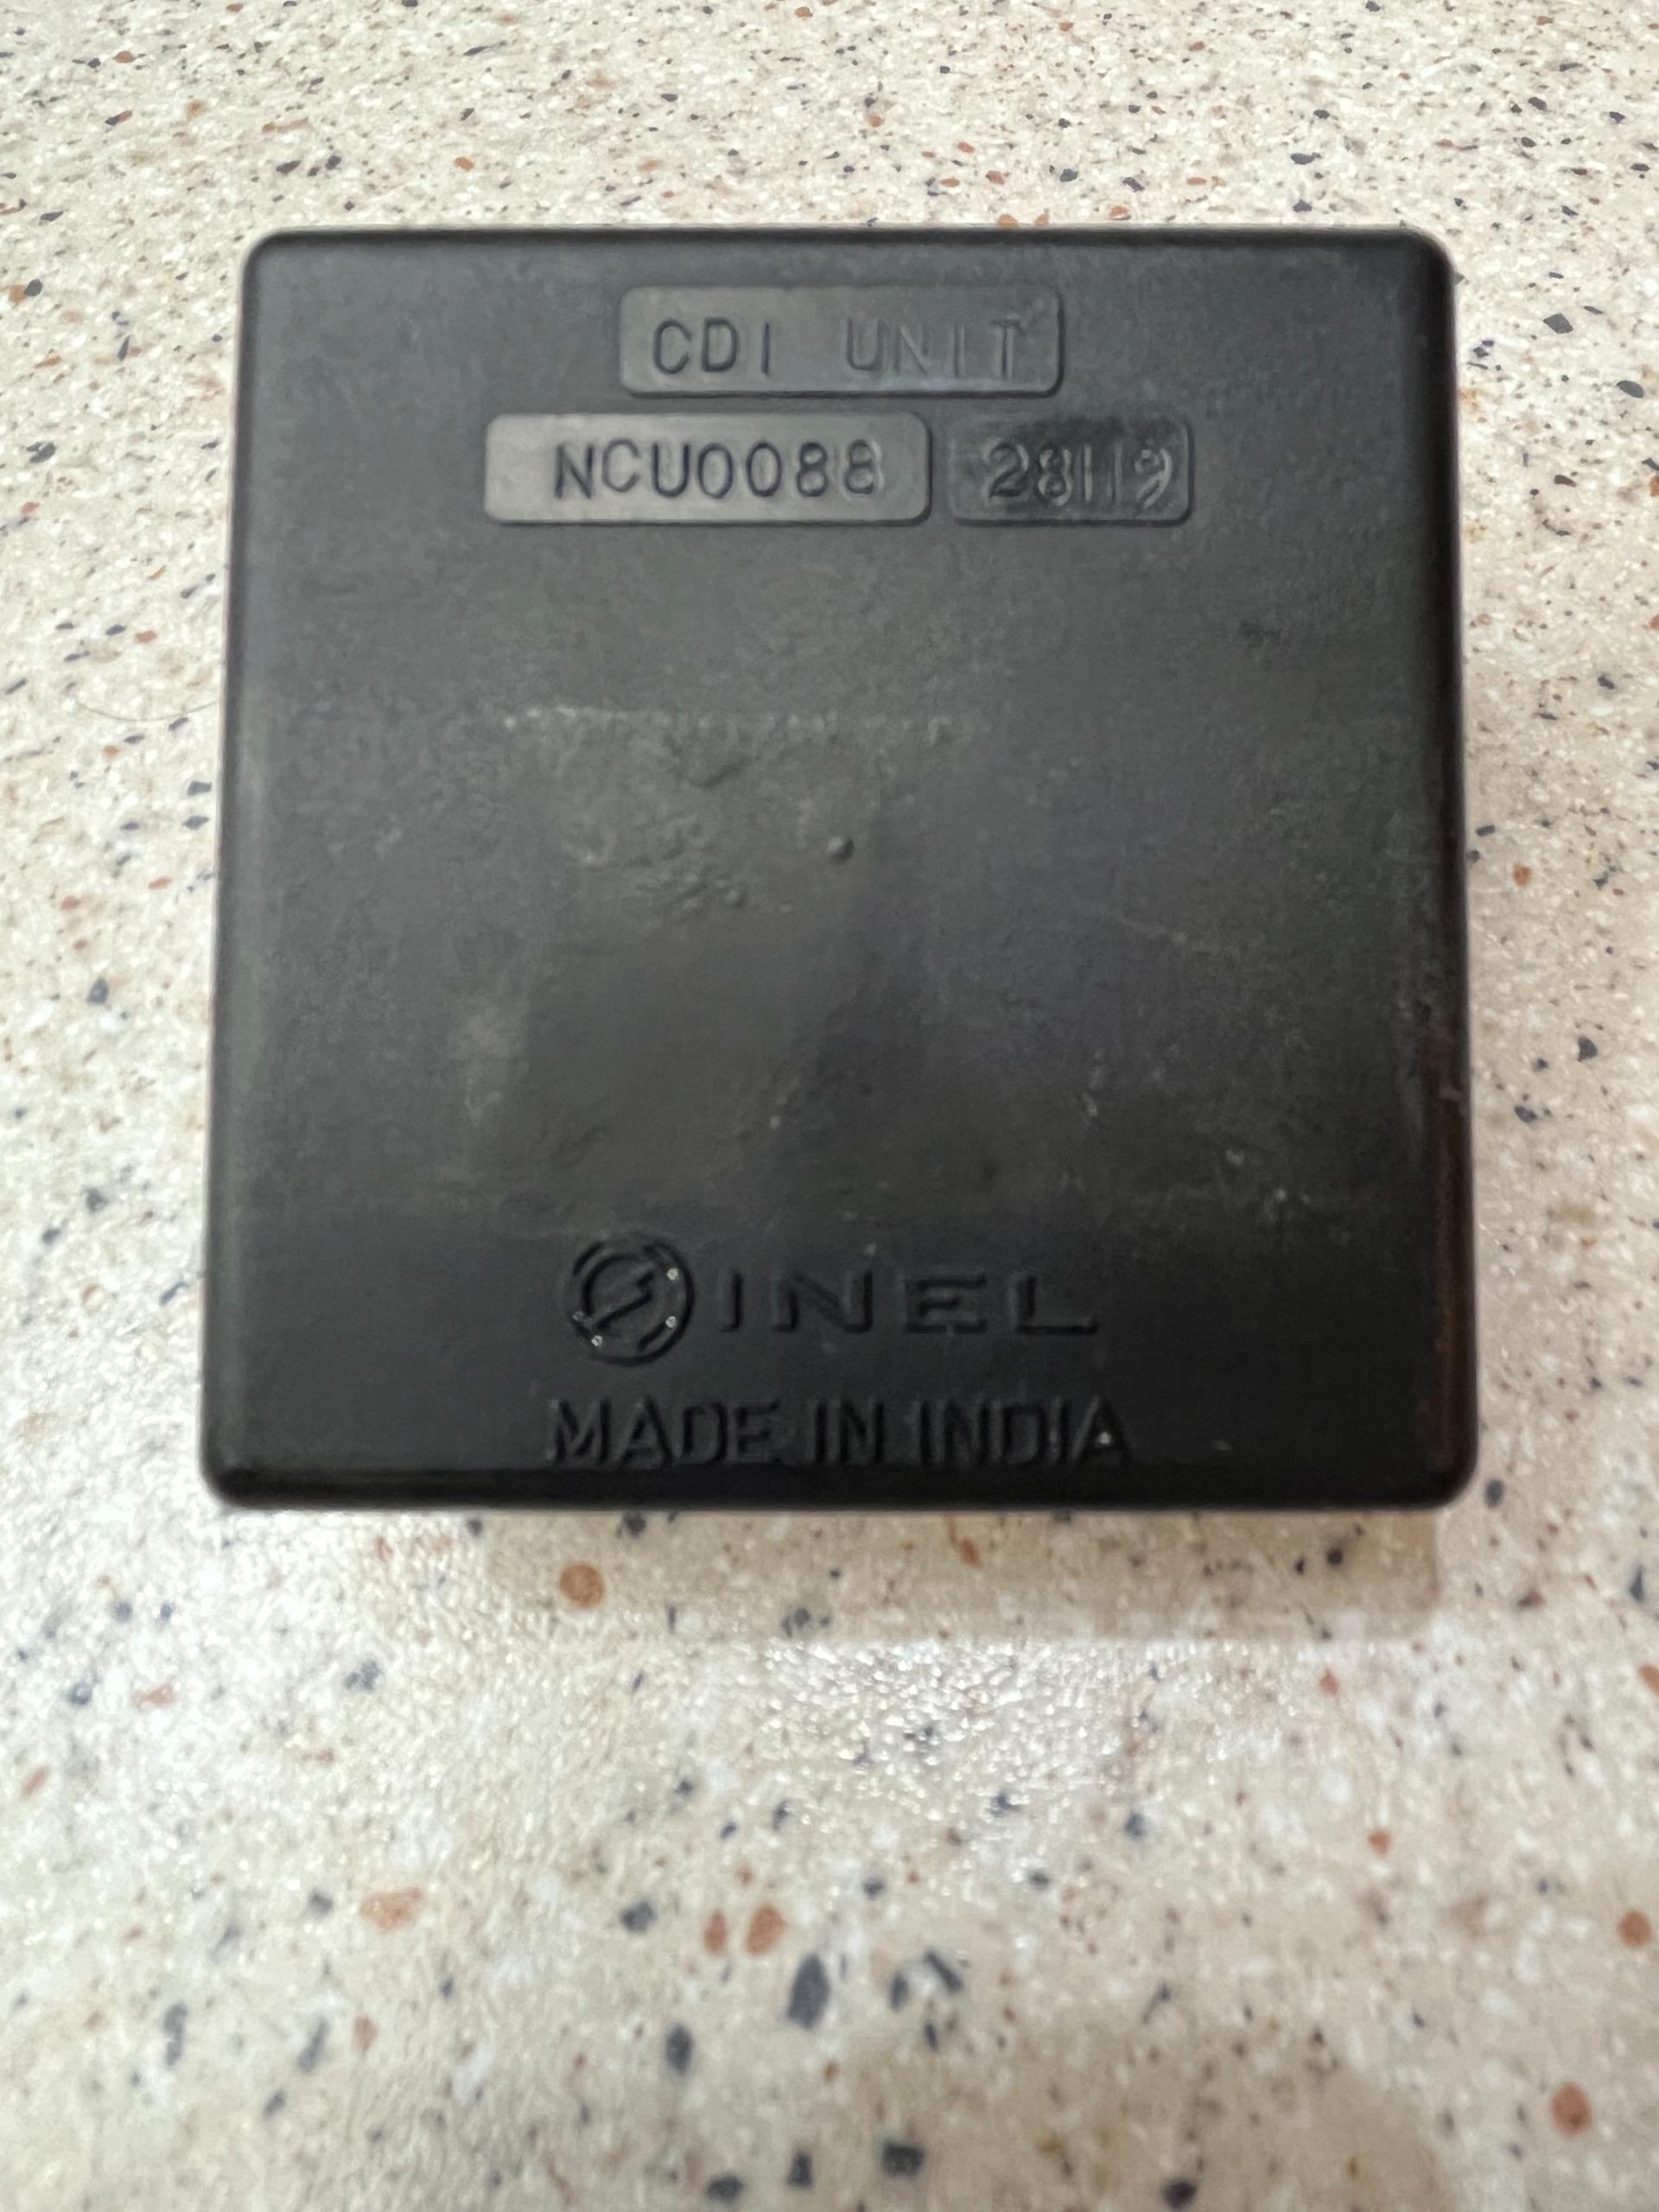 CDI UNIT
NCU0088 28119
INEL
MADE IN INDIA